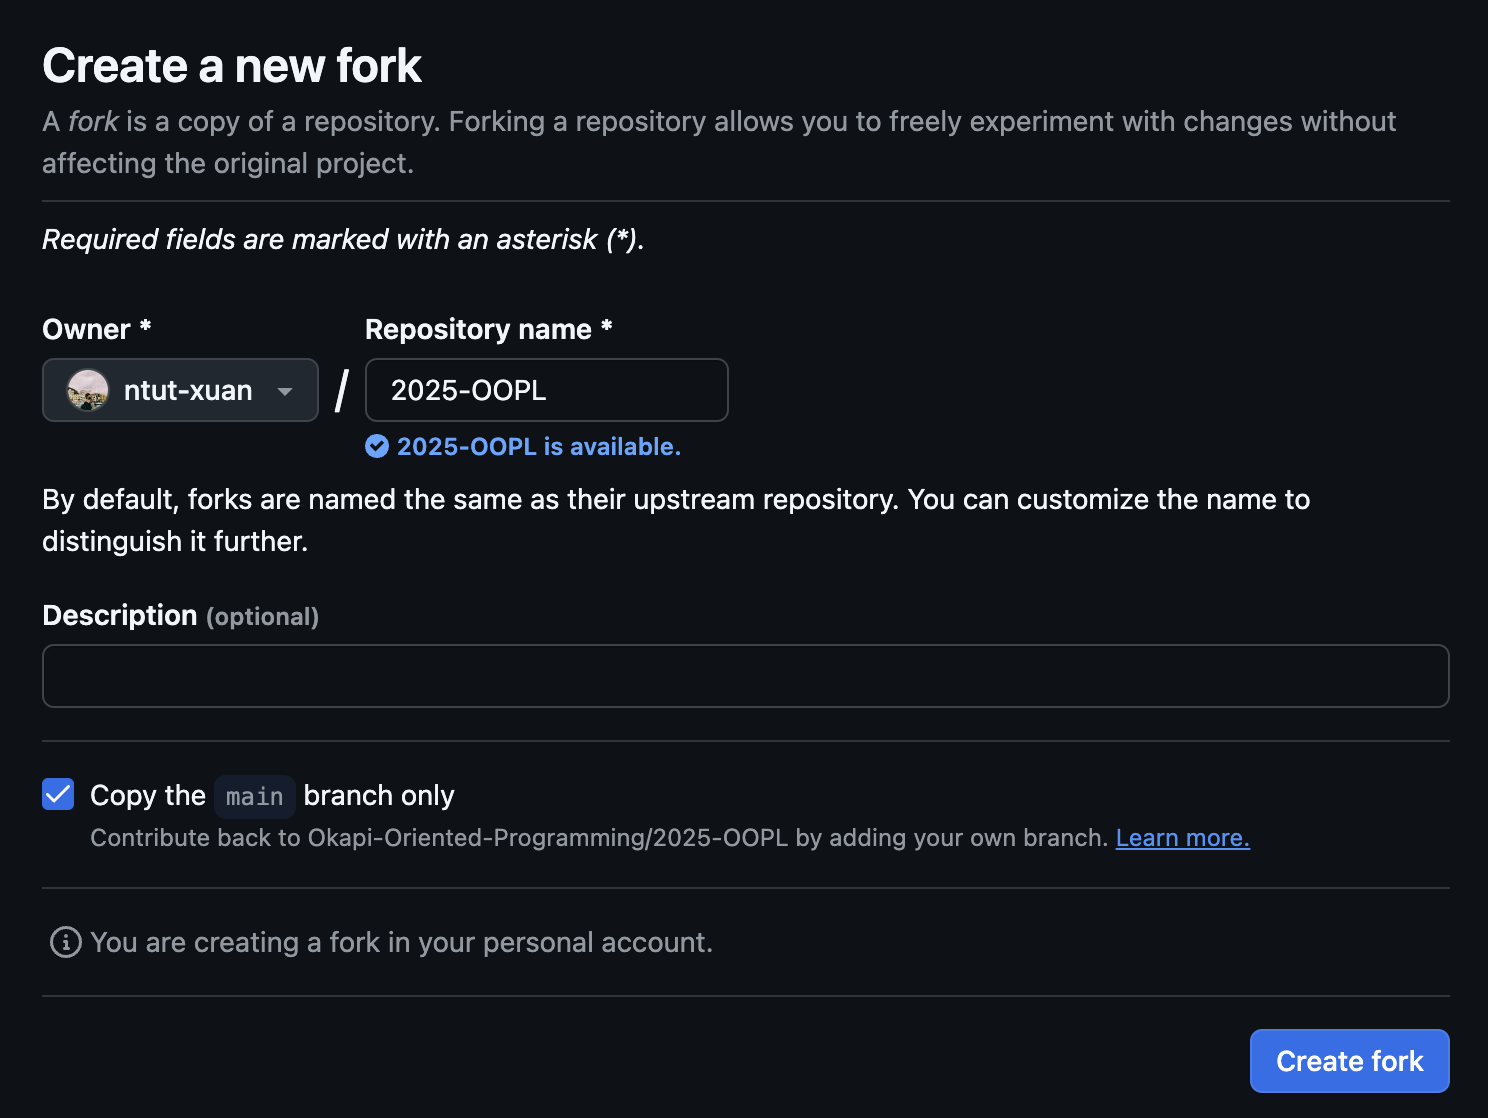 Create a new fork
A fork is a copy of a repository. Forking a repository allows you to freely experiment with changes without
affecting the original project.
Required fields are marked with an asterisk (*).
Owner *
Repository name *
ntut-xuan
/
2025-OOPL
2025-OOPL is available.
By default, forks are named the same as their upstream repository. You can customize the name to
distinguish it further.
Description (optional)
Copy the main branch only
Contribute back to Okapi-Oriented-Programming/2025-OOPL by adding your own branch. Learn more.
You are creating a fork in your personal account.
Create fork